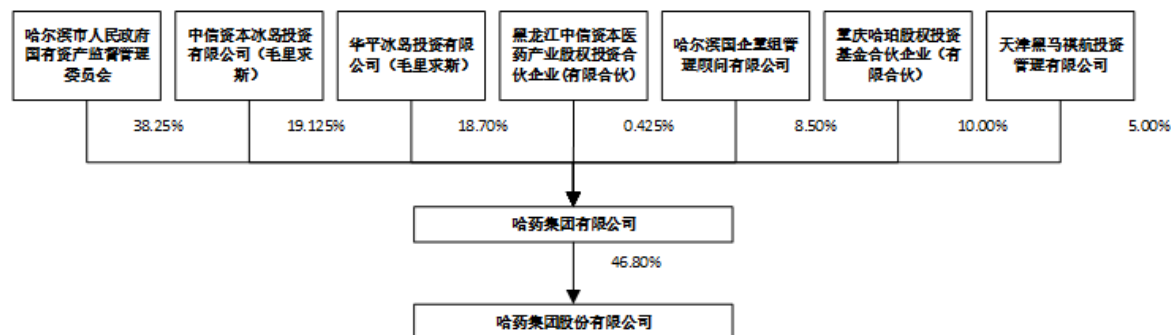 哈尔滨市人民政府
国有资产监督管理
委员会
中信资本冰岛投资
有限公司（毛里求
斯）
华平冰岛投资有限
公司（毛里求斯）
黑龙江中信资本医
药产业股权投资合
伙企业(有限合伙)
哈尔滨国企重组管
理顾问有限公司
重庆哈珀股权投资
基金合伙企业（有
限合伙）
天津黑马祺航投资
管理有限公司
38.25%
19.125%
18.70%
0.425%
8.50%
10.00%
5.00%
哈药集团有限公司
46.80%
哈药集团股份有限公司